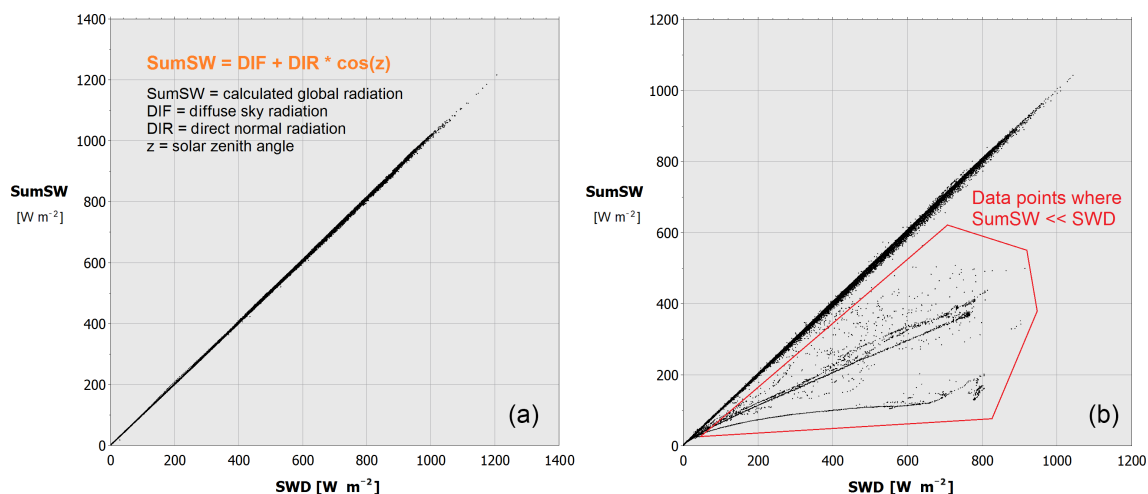 1400
1200
1000
800
600
400
200
0
SumSW
[W m⁻²]
SumSW = DIF + DIR * cos(z)
SumSW = calculated global radiation
DIF = diffuse sky radiation
DIR = direct normal radiation
z = solar zenith angle
(a)
0 200 400 600 800 1000 1200 1400
SWD [W m⁻²]
1200
1000
800
600
400
200
0
SumSW
[W m⁻²]
Data points where
SumSW << SWD
(b)
0 200 400 600 800 1000 1200
SWD [W m⁻²]